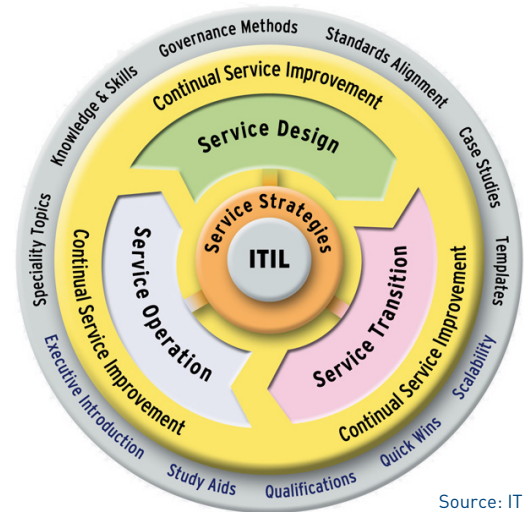 Governance Methods
Standards Alignment
Knowledge & Skills
Case Studies
Speciality Topics
Templates
Executive Introduction
Scalability
Study Aids
Qualifications
Quick Wins
Continual Service Improvement
Continual Service Improvement
Continual Service Improvement
Service Design
Service Operation
Service Transition
Service Strategies
ITIL
Source: IT